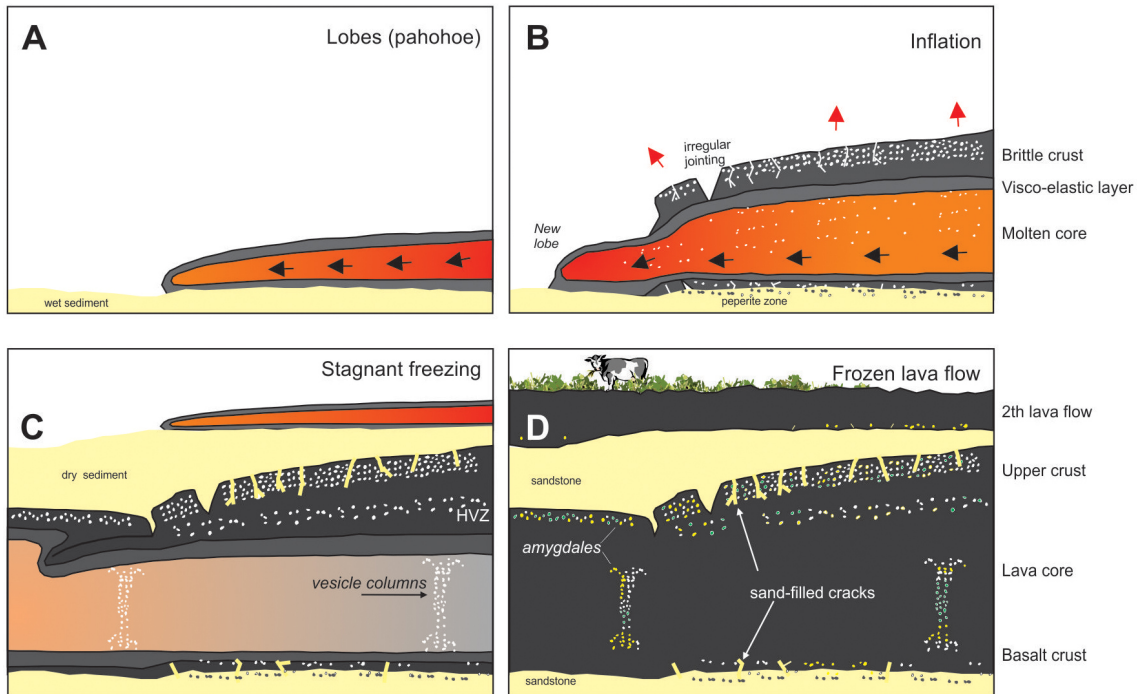 A
Lobes (pahohoe)
wet sediment
B
Inflation
irregular
jointing
New
lobe
peperite zone
Brittle crust
Visco-elastic layer
Molten core
C
Stagnant freezing
dry sediment
HVZ
vesicle columns
sandstone
D
Frozen lava flow
sandstone
amygdales
sand-filled cracks
2th lava flow
Upper crust
Lava core
Basalt crust